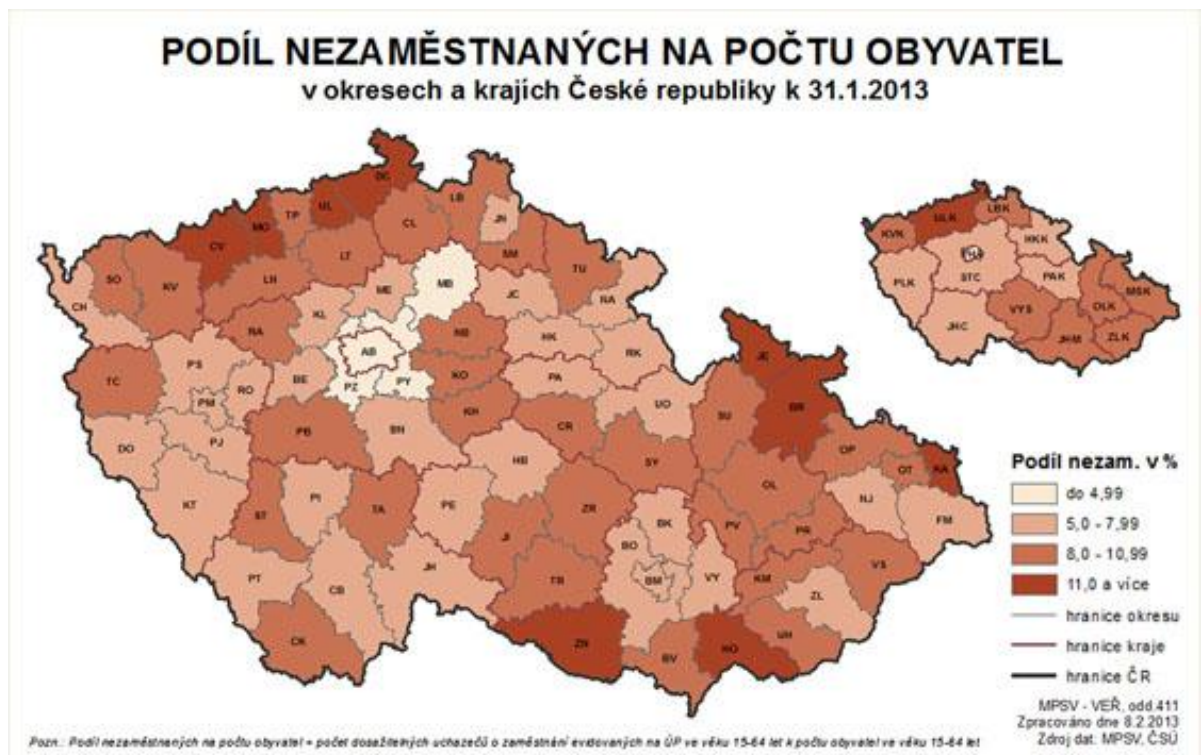 PODÍL NEZAMĚSTNANÝCH NA POČTU OBYVATEL
v okresech a krajích České republiky k 31.1.2013
DC
LB
UL
TP
JN
MO
CL
CV
SM
LT
SO
TU
KV
LN
MB
ME
JC
NA
CH
KL
RA
NB
HK
AB
RK
PS
TC
BE
PZ
PY
KO
PA
JE
RO
PM
UO
KH
BR
SU
PB
BN
CR
DO
PJ
OP
SY
HB
OT
KA
OL
KT
PI
ST
TA
PE
ZR
NJ
BK
FM
PV
PR
JI
BO
VS
PT
JH
TR
BM
VY
KM
CB
ZL
UH
CK
ZN
BV
HO
ULK
LBK
KVK
HKK
PHA
STC
PAK
PLK
MSK
OLK
VYS
JHC
JHM
ZLK
Podíl nezam. v %
do 4,99
5,0 - 7,99
8,0 - 10,99
11,0 a více
hranice okresu
hranice kraje
hranice ČR
MPSV - VEŘ, odd.411
Zpracováno dne 8.2.2013
Zdroj dat: MPSV, ČSÚ
Pozn.: Podíl nezaměstnaných na počtu obyvatel = počet dosažitelných uchazečů o zaměstnání evidovaných na ÚP ve věku 15-64 let k počtu obyvatel ve věku 15-64 let